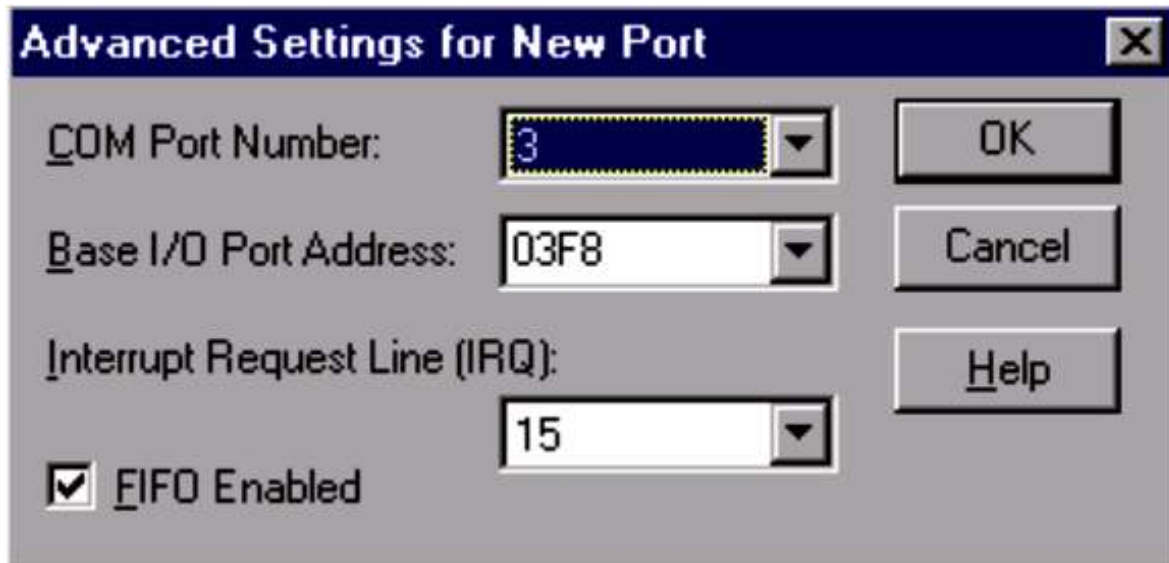 Advanced Settings for New Port
COM Port Number: 3 OK
Base I/O Port Address: 03F8 Cancel
Interrupt Request Line (IRQ): Help
15
FIFO Enabled